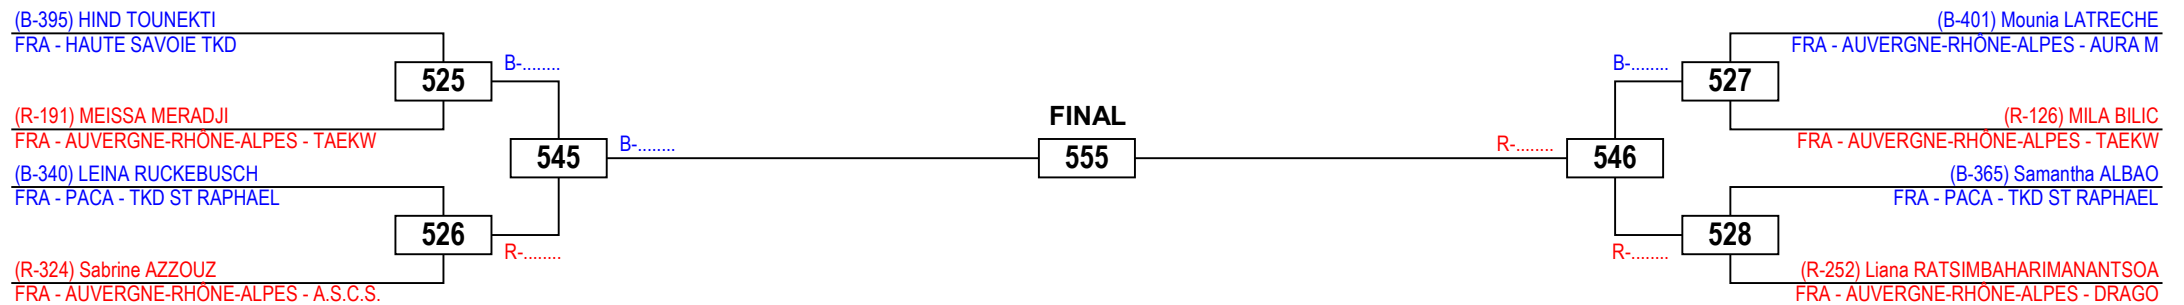 (B-395) HIND TOUNEKTI
FRA - HAUTE SAVOIE TKD
525
B-........
(R-191) MEISSA MERADJI
FRA - AUVERGNE-RHÔNE-ALPES - TAEKW
545
B-........
(B-340) LEINA RUCKEBUSCH
FRA - PACA - TKD ST RAPHAEL
526
R-........
(R-324) Sabrine AZZOUZ
FRA - AUVERGNE-RHÔNE-ALPES - A.S.C.S.
FINAL
555
(B-401) Mounia LATRECHE
FRA - AUVERGNE-RHÔNE-ALPES - AURA M
B-........
527
(R-126) MILA BILIC
FRA - AUVERGNE-RHÔNE-ALPES - TAEKW
R-........
546
(B-365) Samantha ALBAO
FRA - PACA - TKD ST RAPHAEL
528
R-........
(R-252) Liana RATSIMBAHARIMANANTSOA
FRA - AUVERGNE-RHÔNE-ALPES - DRAGO